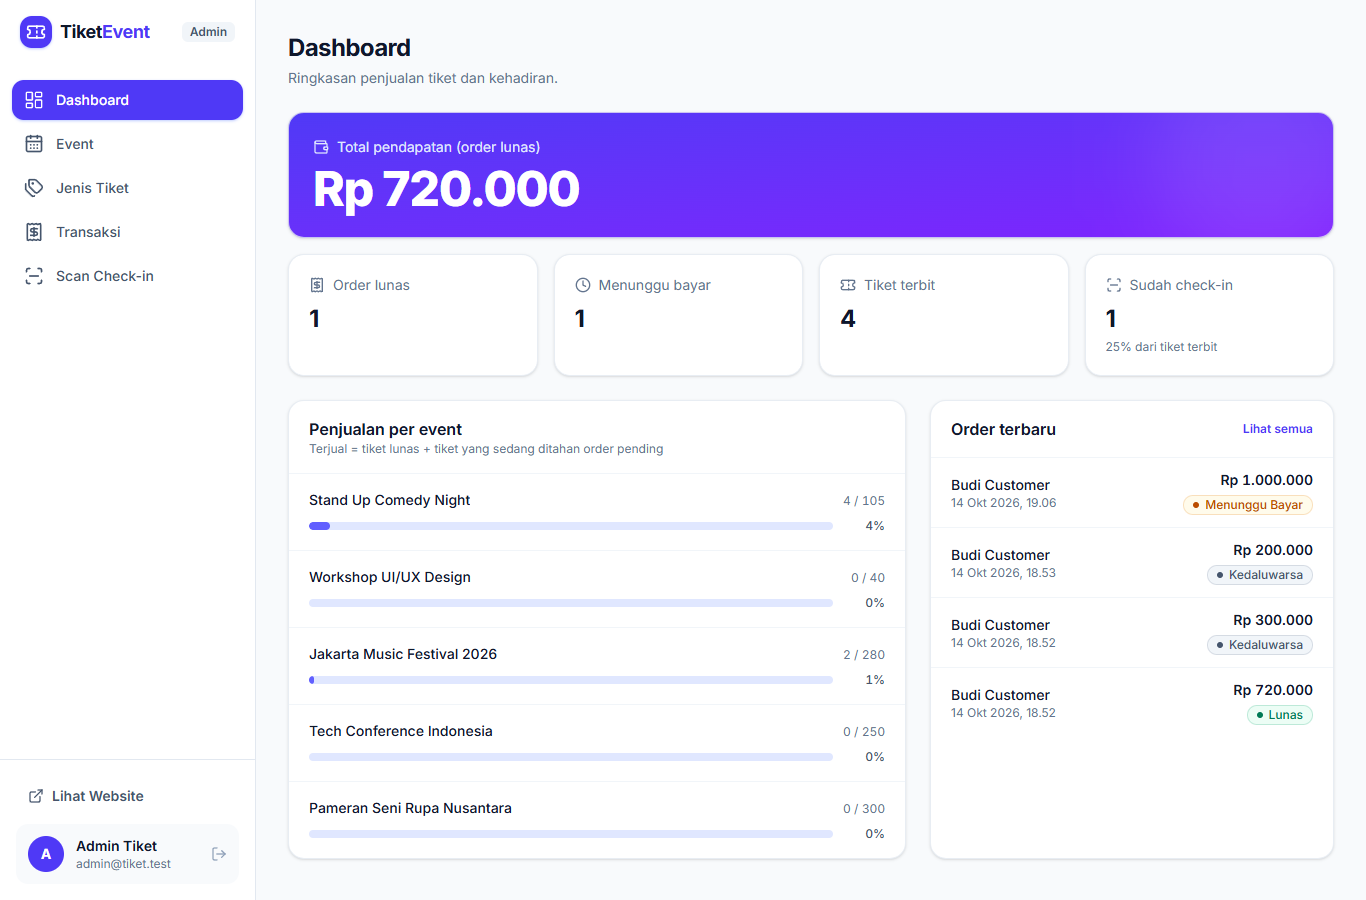 TiketEvent
Admin
Dashboard
Event
Jenis Tiket
Transaksi
Scan Check-in
Lihat Website
A
Admin Tiket
admin@tiket.test
Dashboard
Ringkasan penjualan tiket dan kehadiran.
Total pendapatan (order lunas)
Rp 720.000
Order lunas
1
Menunggu bayar
1
Tiket terbit
4
Sudah check-in
1
25% dari tiket terbit
Penjualan per event
Terjual = tiket lunas + tiket yang sedang ditahan order pending
Stand Up Comedy Night
4 / 105
4%
Workshop UI/UX Design
0 / 40
0%
Jakarta Music Festival 2026
2 / 280
1%
Tech Conference Indonesia
0 / 250
0%
Pameran Seni Rupa Nusantara
0 / 300
0%
Order terbaru
Lihat semua
Budi Customer
Rp 1.000.000
14 Okt 2026, 19.06
Menunggu Bayar
Budi Customer
Rp 200.000
14 Okt 2026, 18.53
Kedaluwarsa
Budi Customer
Rp 300.000
14 Okt 2026, 18.52
Kedaluwarsa
Budi Customer
Rp 720.000
14 Okt 2026, 18.52
Lunas